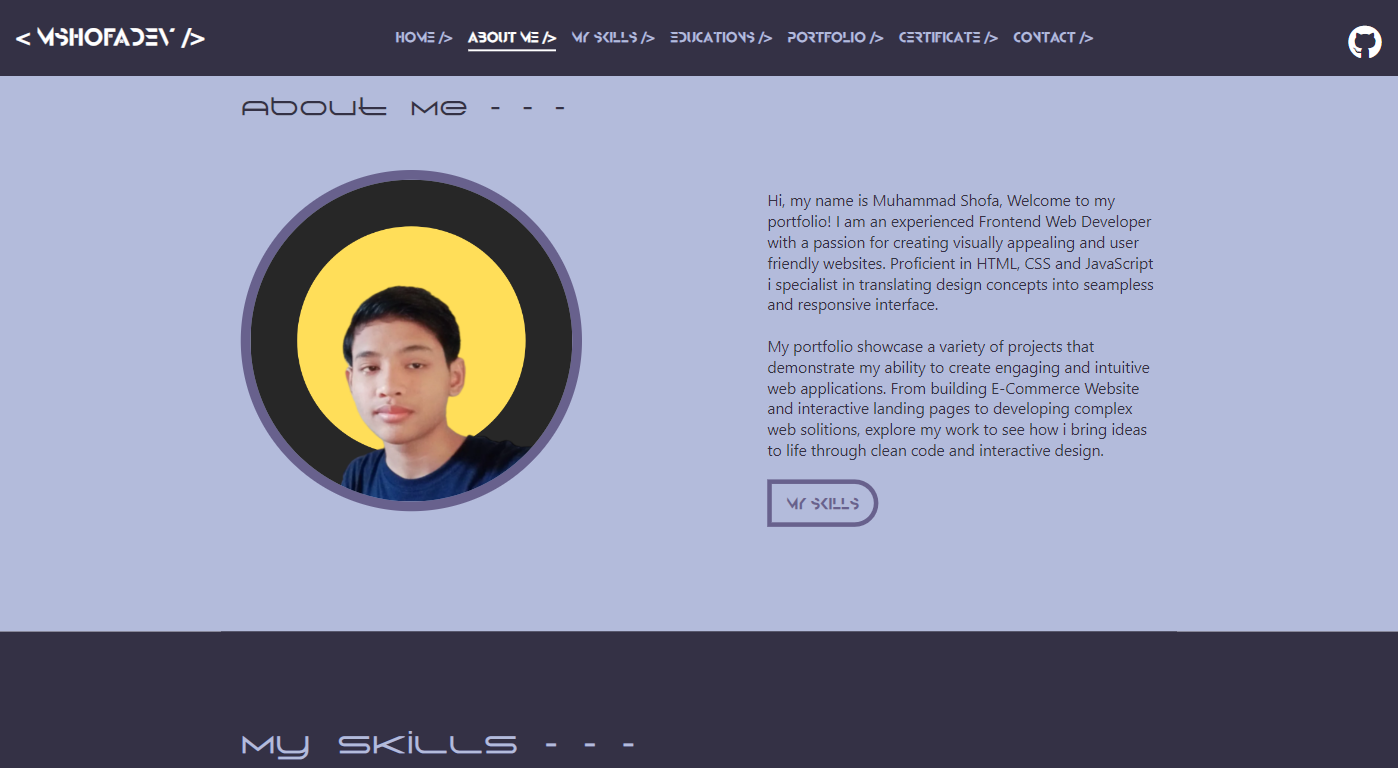 < MSHOFA.DEV />
HOME /> ABOUT ME /> MY SKILLS /> EDUCATIONS /> PORTFOLIO /> CERTIFICATE /> CONTACT />
About Me - - -
Hi, my name is Muhammad Shofa, Welcome to my
portfolio! I am an experienced Frontend Web Developer
with a passion for creating visually appealing and user
friendly websites. Proficient in HTML, CSS and JavaScript
i specialist in translating design concepts into seampless
and responsive interface.
My portfolio showcase a variety of projects that
demonstrate my ability to create engaging and intuitive
web applications. From building E-Commerce Website
and interactive landing pages to developing complex
web solitions, explore my work to see how i bring ideas
to life through clean code and interactive design.
MY SKILLS
My Skills - - -